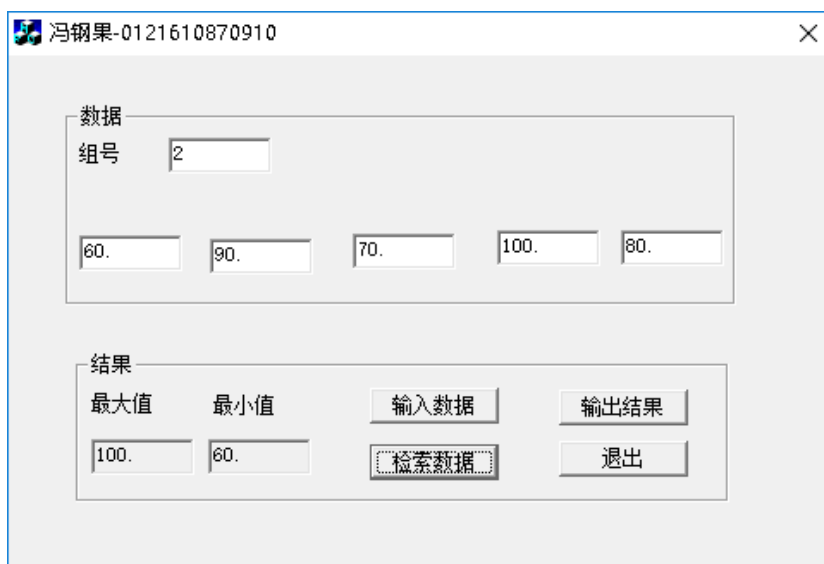 冯钢果-0121610870910
数据
组号 2
60. 90. 70. 100. 80.
结果
最大值 最小值 输入数据 输出结果
100. 60. 检索数据 退出